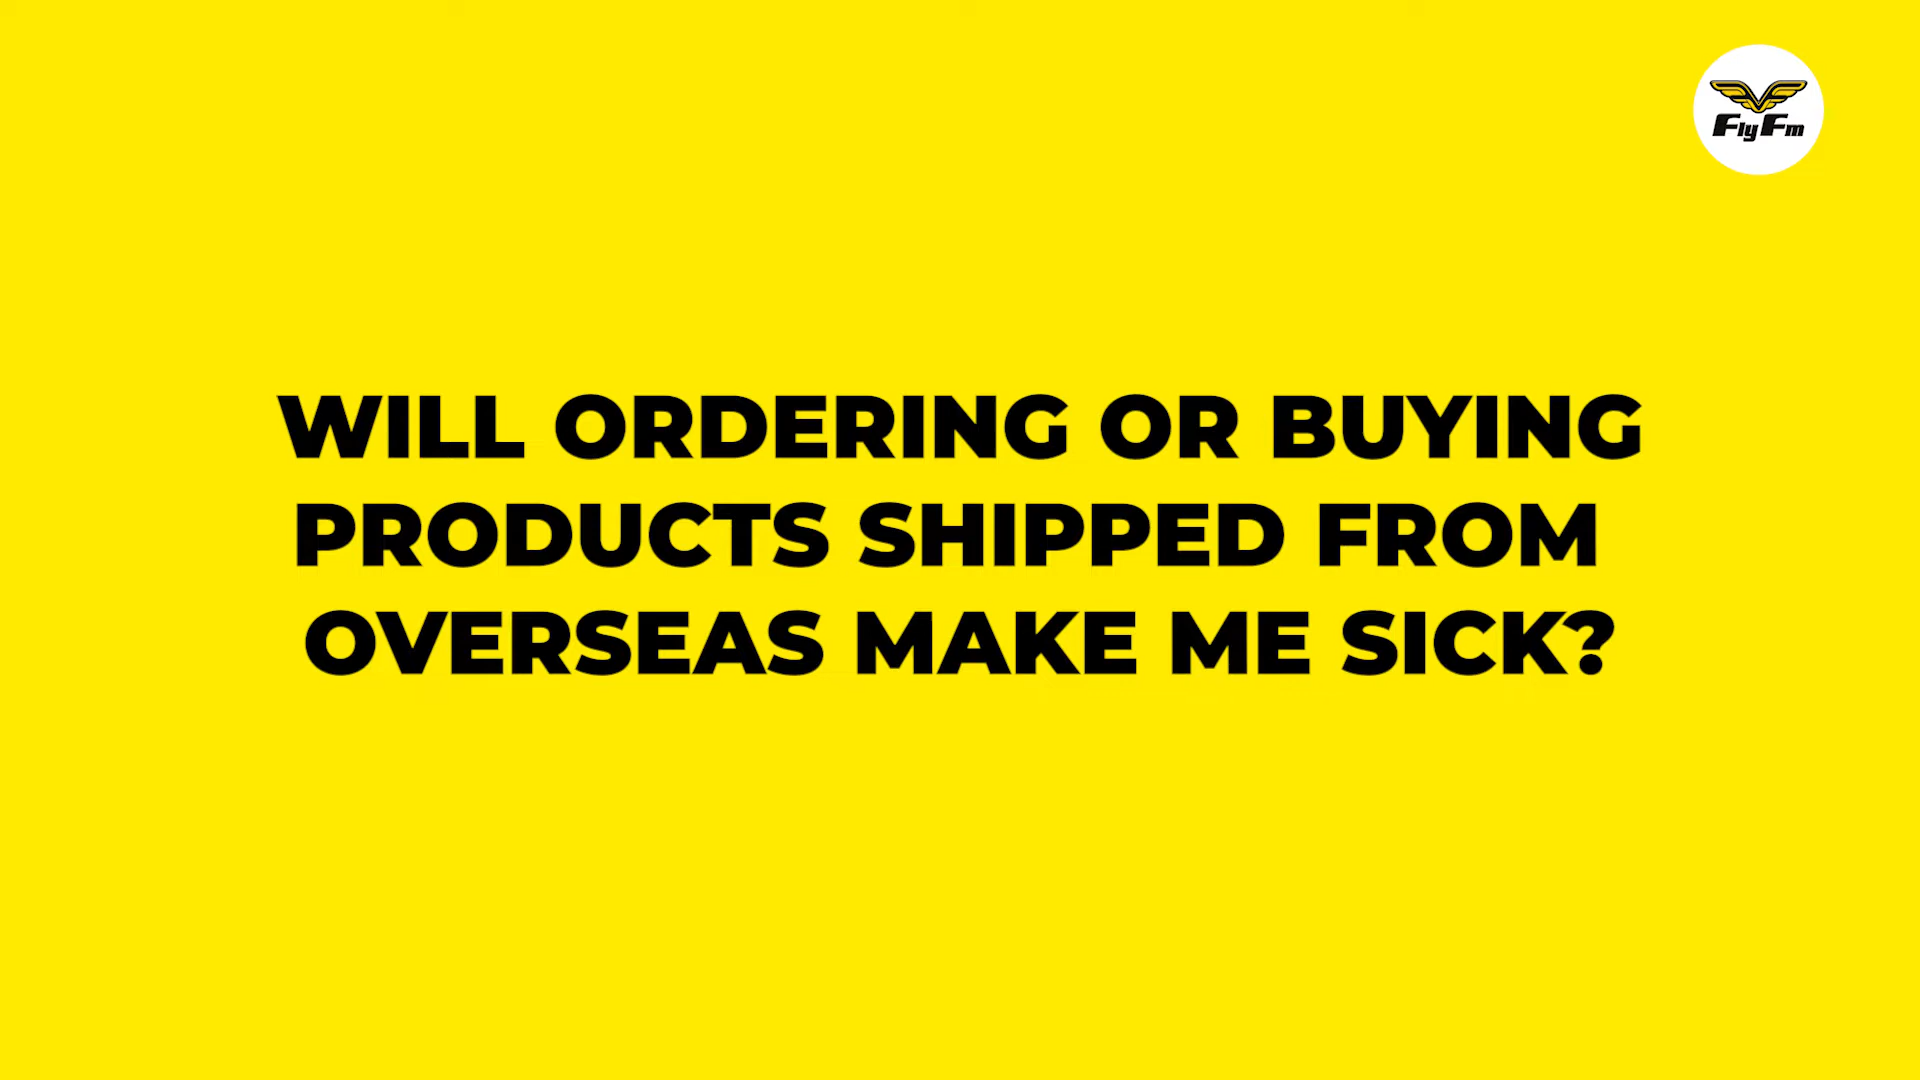 Fly Fm
WILL ORDERING OR BUYING
PRODUCTS SHIPPED FROM
OVERSEAS MAKE ME SICK?